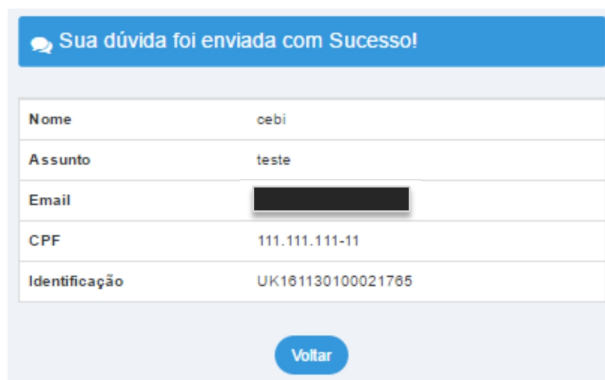 Sua dúvida foi enviada com Sucesso!
Nome cebi
Assunto teste
Email
CPF 111.111.111-11
Identificação UK161130100021765
Voltar